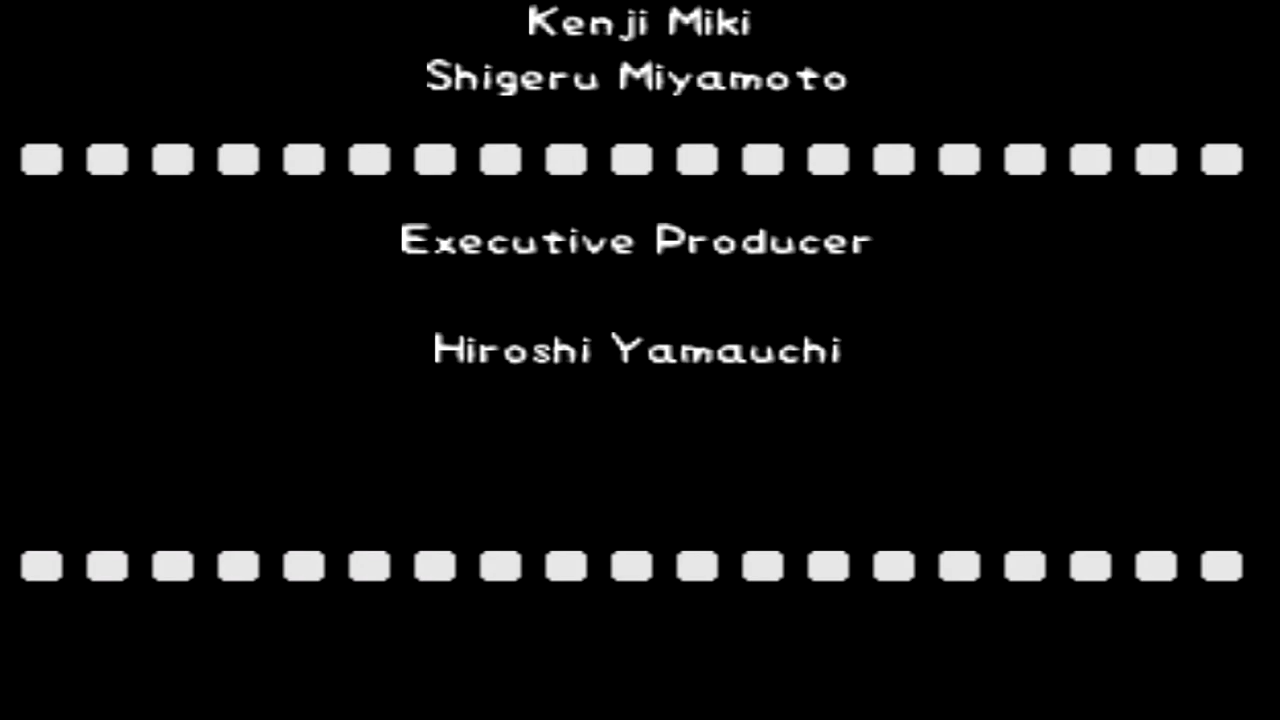 Kenji Miki
Shigeru Miyamoto
Executive Producer
Hiroshi Yamauchi